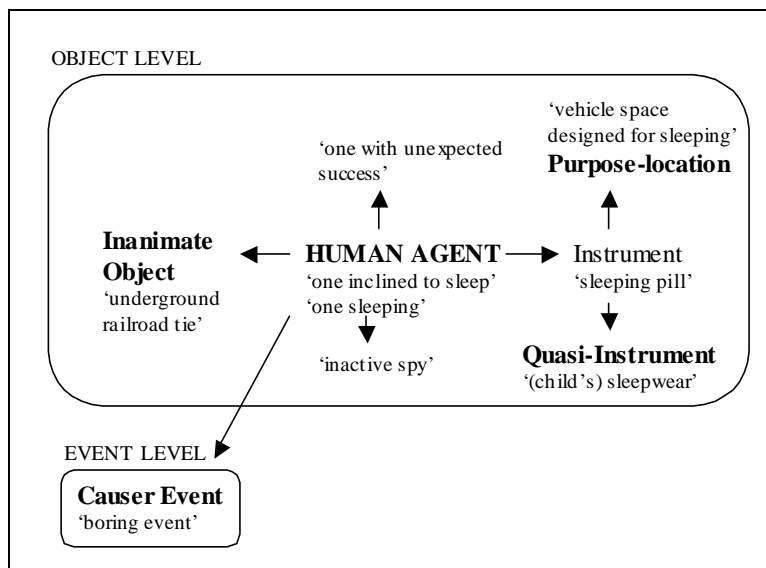 OBJECT LEVEL
‘one with unexpected
success’
‘vehicle space
designed for sleeping’
Purpose-location
Inanimate
Object
‘underground
railroad tie’
HUMAN AGENT
‘one inclined to sleep’
‘one sleeping’
Instrument
‘sleeping pill’
‘inactive spy’
Quasi-Instrument
‘(child’s) sleepwear’
EVENT LEVEL
Causer Event
‘boring event’